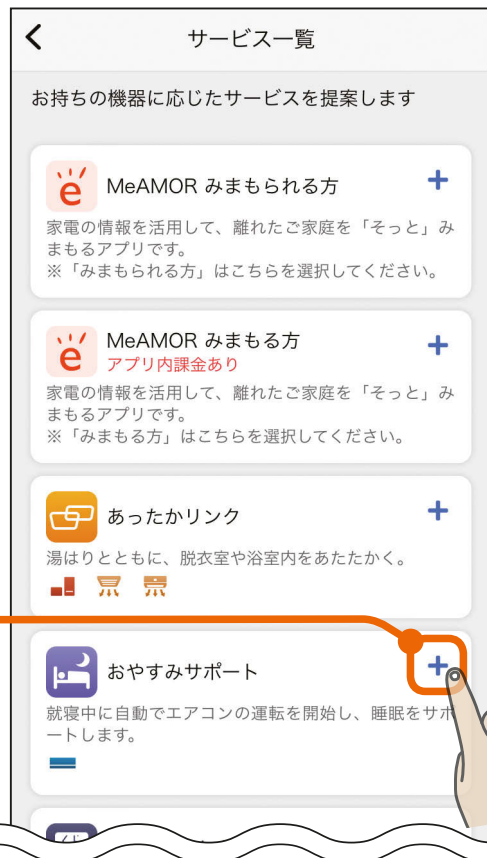 サービス一覧
お持ちの機器に応じたサービスを提案します
MeAMOR みまもられる方
家電の情報を活用して、離れたご家庭を「そっと」み
まもるアプリです。
※「みまもられる方」はこちらを選択してください。
MeAMOR みまもる方
アプリ内課金あり
家電の情報を活用して、離れたご家庭を「そっと」み
まもるアプリです。
※「みまもる方」はこちらを選択してください。
あったかリンク
湯はりとともに、脱衣室や浴室内をあたたかく。
おやすみサポート
就寝中に自動でエアコンの運転を開始し、睡眠をサポ
ートします。